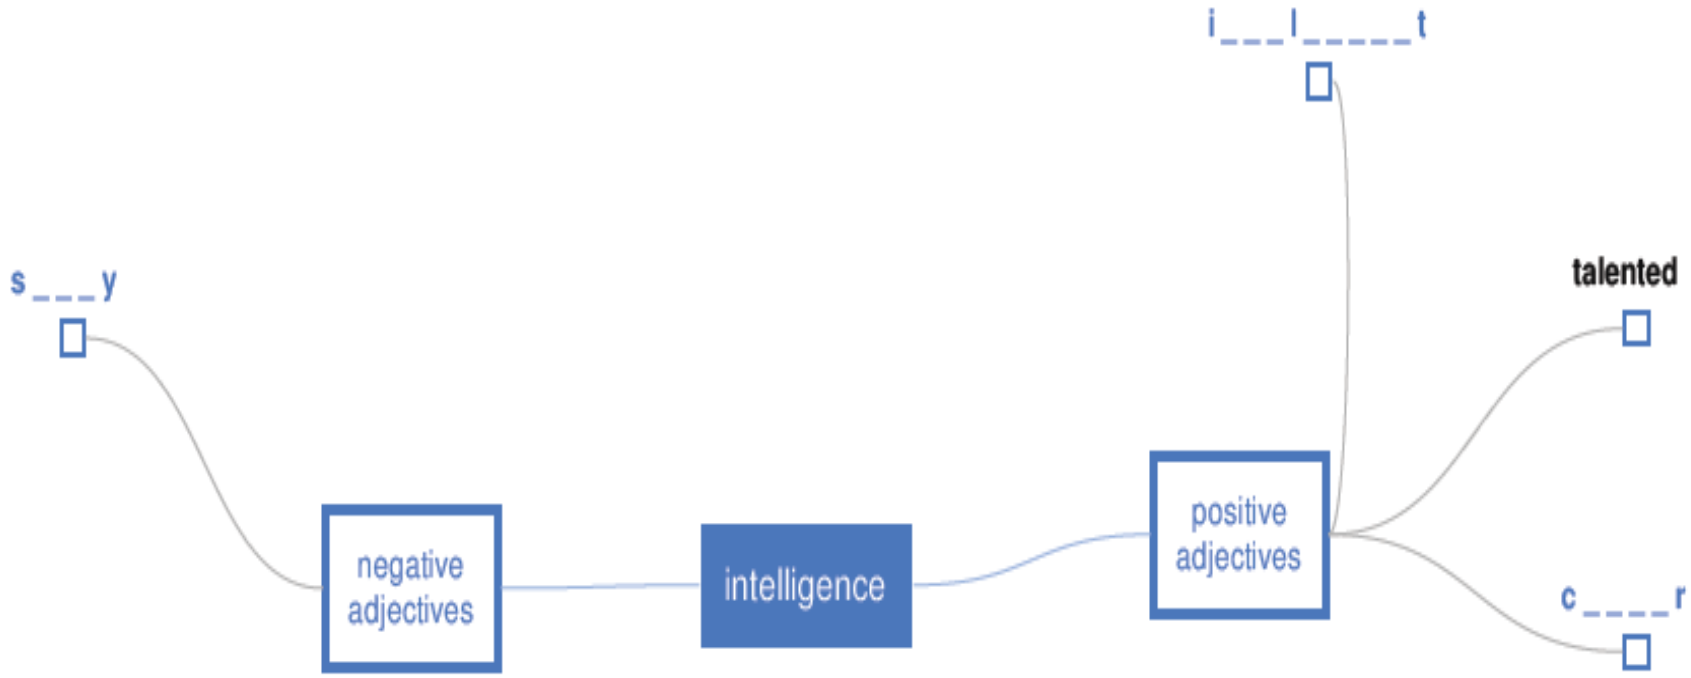 i _ _ _ l _ _ _ _ _ t
s _ _ _ y
talented
negative
adjectives
intelligence
positive
adjectives
c _ _ _ _ r